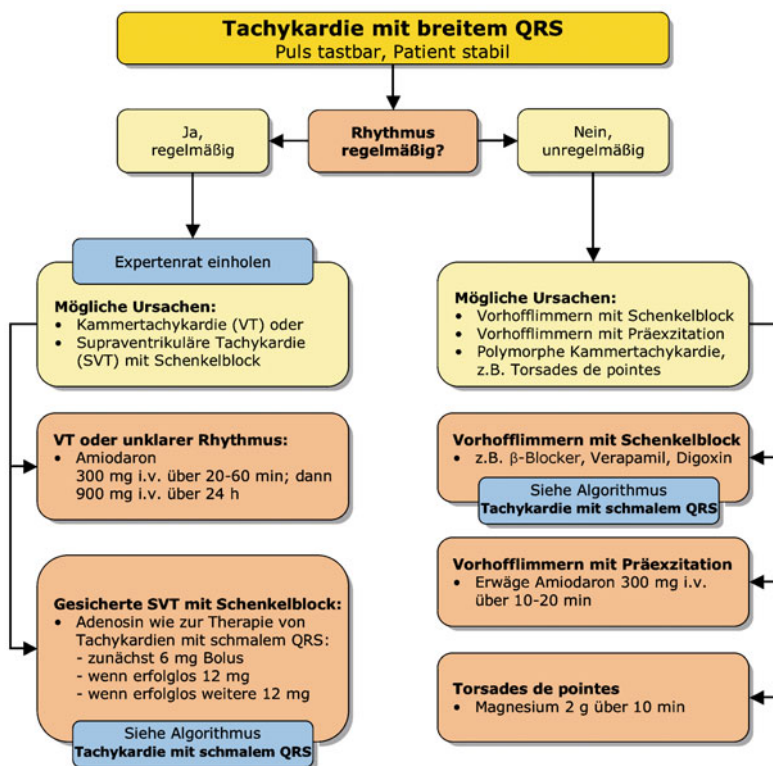 Tachykardie mit breitem QRS
Puls tastbar, Patient stabil
Ja,
regelmäßig
Rhythmus
regelmäßig?
Nein,
unregelmäßig
Expertenrat einholen
Mögliche Ursachen:
• Kammertachykardie (VT) oder
• Supraventrikuläre Tachykardie
(SVT) mit Schenkelblock
VT oder unklarer Rhythmus:
• Amiodaron
300 mg i.v. über 20-60 min; dann
900 mg i.v. über 24 h
Gesicherte SVT mit Schenkelblock:
• Adenosin wie zur Therapie von
Tachykardien mit schmalem QRS:
- zunächst 6 mg Bolus
- wenn erfolglos 12 mg
- wenn erfolglos weitere 12 mg
Siehe Algorithmus
Tachykardie mit schmalem QRS
Mögliche Ursachen:
• Vorhofflimmern mit Schenkelblock
• Vorhofflimmern mit Präexzitation
• Polymorphe Kammertachykardie,
z.B. Torsades de pointes
Vorhofflimmern mit Schenkelblock
• z.B. β-Blocker, Verapamil, Digoxin
Siehe Algorithmus
Tachykardie mit schmalem QRS
Vorhofflimmern mit Präexzitation
• Erwäge Amiodaron 300 mg i.v.
über 10-20 min
Torsades de pointes
• Magnesium 2 g über 10 min